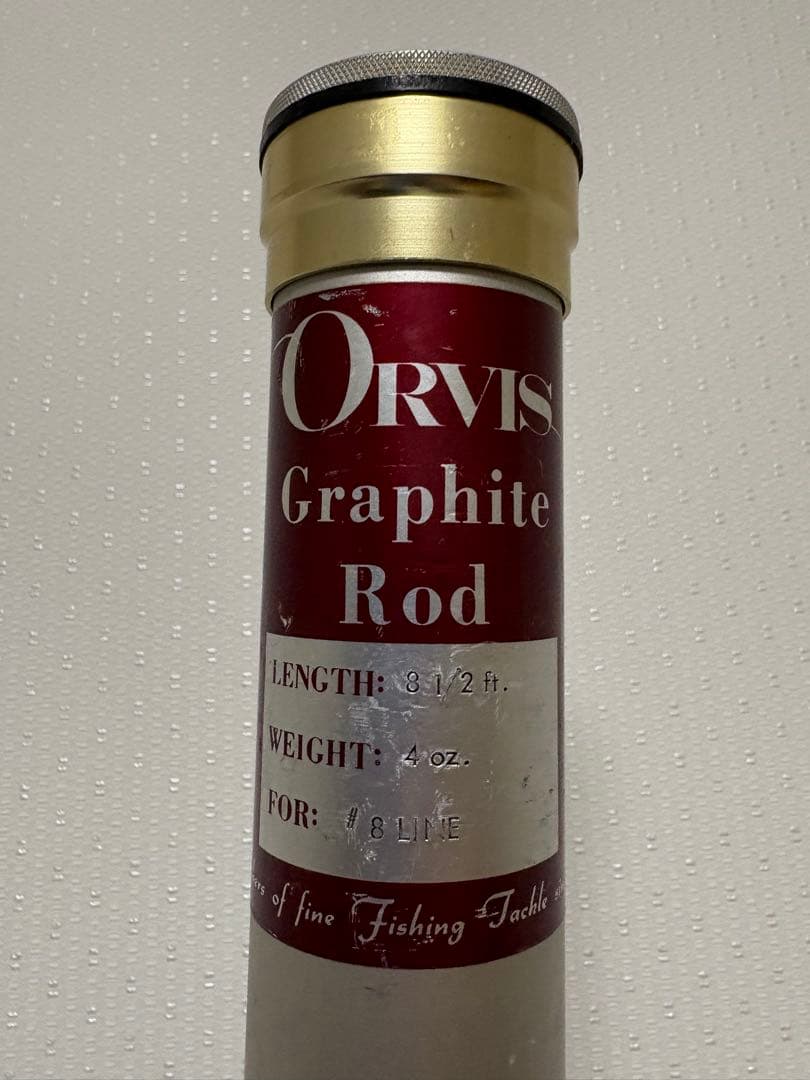 ORVIS
Graphite
Rod
LENGTH: 8 1/2 ft.
WEIGHT: 4 oz.
FOR: # 8 LINE
of fine Fishing Tackle